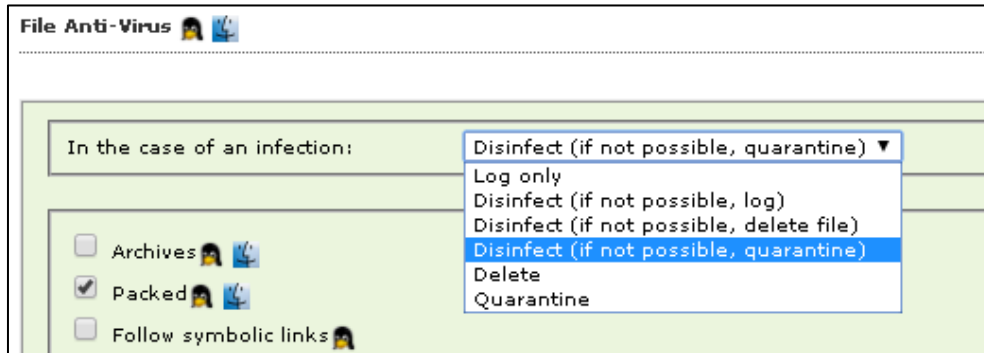 File Anti-Virus
In the case of an infection: Disinfect (if not possible, quarantine)
Log only
Disinfect (if not possible, log)
Disinfect (if not possible, delete file)
Disinfect (if not possible, quarantine)
Delete
Quarantine
Archives
Packed
Follow symbolic links